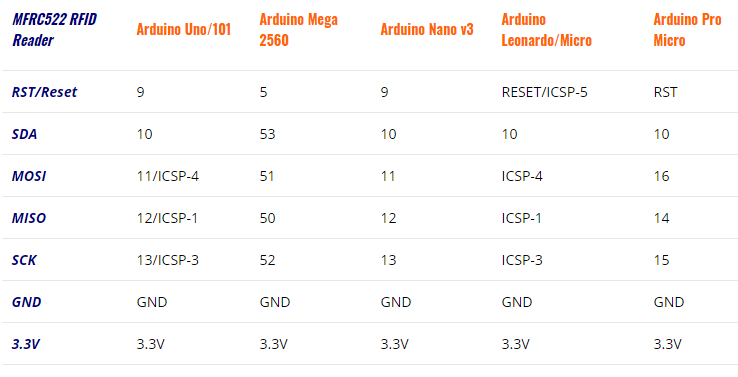 MFRC522 RFID Reader Arduino Uno/101 Arduino Mega 2560 Arduino Nano v3 Arduino Leonardo/Micro Arduino Pro Micro
RST/Reset 9 5 9 RESET/ICSP-5 RST
SDA 10 53 10 10 10
MOSI 11/ICSP-4 51 11 ICSP-4 16
MISO 12/ICSP-1 50 12 ICSP-1 14
SCK 13/ICSP-3 52 13 ICSP-3 15
GND GND GND GND GND GND
3.3V 3.3V 3.3V 3.3V 3.3V 3.3V